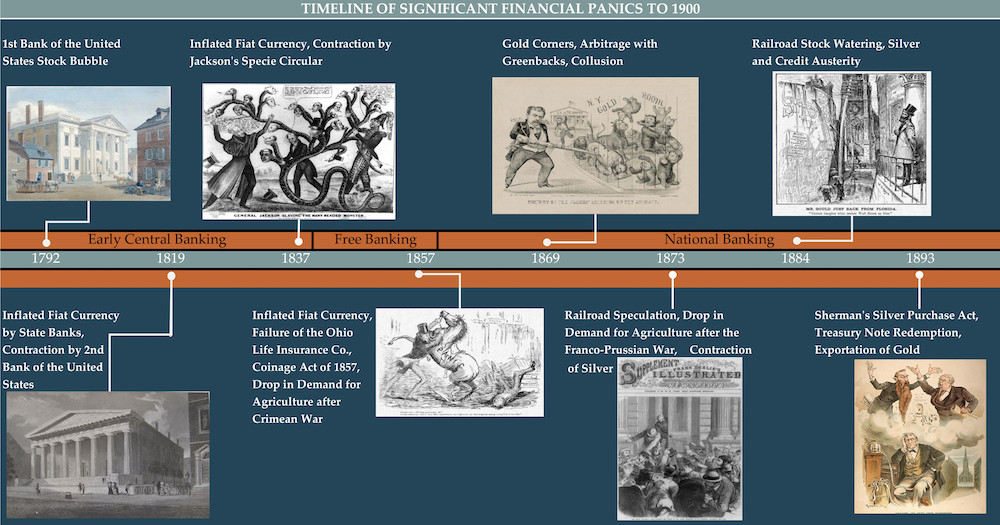 TIMELINE OF SIGNIFICANT FINANCIAL PANICS TO 1900
1st Bank of the United
States Stock Bubble
Inflated Fiat Currency, Contraction by
Jackson's Specie Circular
Gold Corners, Arbitrage with
Greenbacks, Collusion
Railroad Stock Watering, Silver
and Credit Austerity
N.Y.
GOLD
GENERAL JACKSON SLAYING THE MANY HEADED MONSTER.
MR. GOULD JUST BACK FROM FLORIDA.
Early Central Banking
Free Banking
National Banking
1792
1819
1837
1857
1869
1873
1884
1893
Inflated Fiat Currency
by State Banks,
Contraction by 2nd
Bank of the United
States
Inflated Fiat Currency,
Failure of the Ohio
Life Insurance Co.,
Coinage Act of 1857,
Drop in Demand for
Agriculture after
Crimean War
Railroad Speculation, Drop in
Demand for Agriculture after the
Franco-Prussian War, Contraction
of Silver
SUPPLEMENT
FRANK LESLIE'S
ILLUSTRATED
Sherman's Silver Purchase Act,
Treasury Note Redemption,
Exportation of Gold